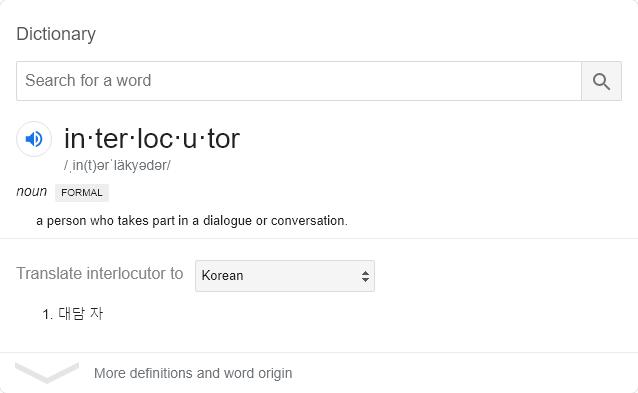 Dictionary
Search for a word
in·ter·loc·u·tor
/ˌin(t)ərˈläkyədər/
noun FORMAL
a person who takes part in a dialogue or conversation.
Translate interlocutor to Korean
1. 대담 자
More definitions and word origin